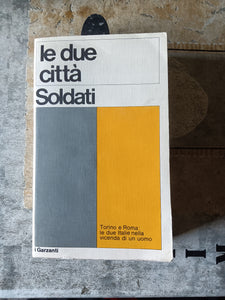 le due
città
Soldati
Torino e Roma:
le due Italie nella
vicenda di un uomo
i Garzanti